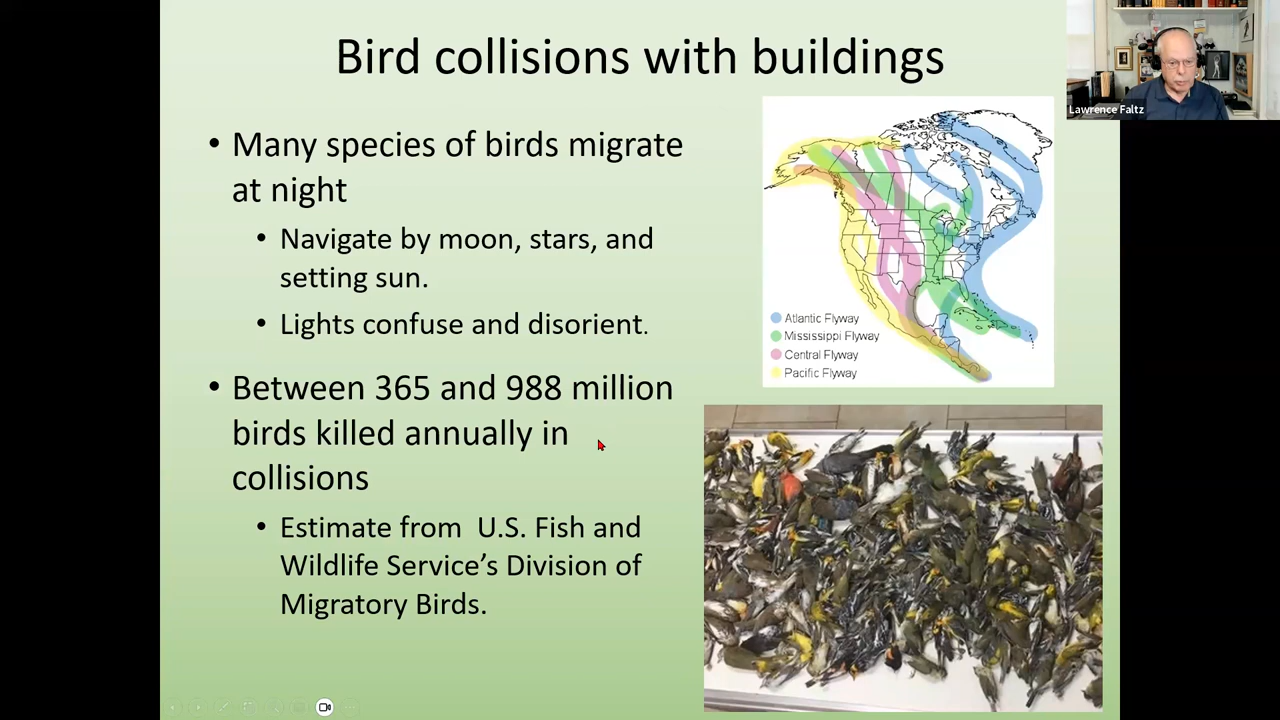 Bird collisions with buildings
Lawrence Faltz
• Many species of birds migrate
at night
• Navigate by moon, stars, and
setting sun.
• Lights confuse and disorient.
• Between 365 and 988 million
birds killed annually in
collisions
• Estimate from U.S. Fish and
Wildlife Service’s Division of
Migratory Birds.
Atlantic Flyway
Mississippi Flyway
Central Flyway
Pacific Flyway